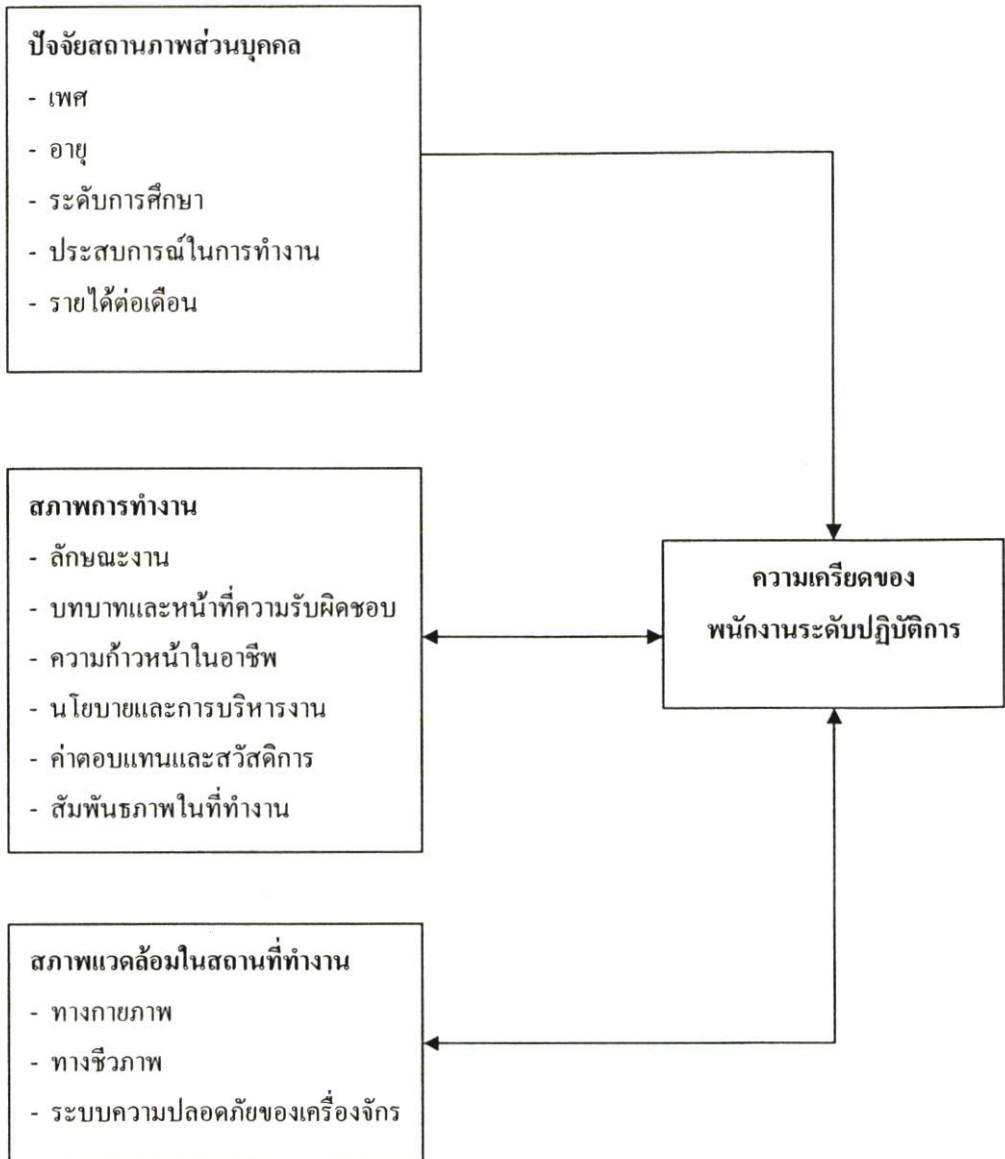 ปัจจัยสถานภาพส่วนบุคคล
- เพศ
- อายุ
- ระดับการศึกษา
- ประสบการณ์ในการทำงาน
- รายได้ต่อเดือน
สภาพการทำงาน
- ลักษณะงาน
- บทบาทและหน้าที่ความรับผิดชอบ
- ความก้าวหน้าในอาชีพ
- นโยบายและการบริหารงาน
- ค่าตอบแทนและสวัสดิการ
- สัมพันธภาพในที่ทำงาน
ความเครียดของ
พนักงานระดับปฏิบัติการ
สภาพแวดล้อมในสถานที่ทำงาน
- ทางกายภาพ
- ทางชีวภาพ
- ระบบความปลอดภัยของเครื่องจักร